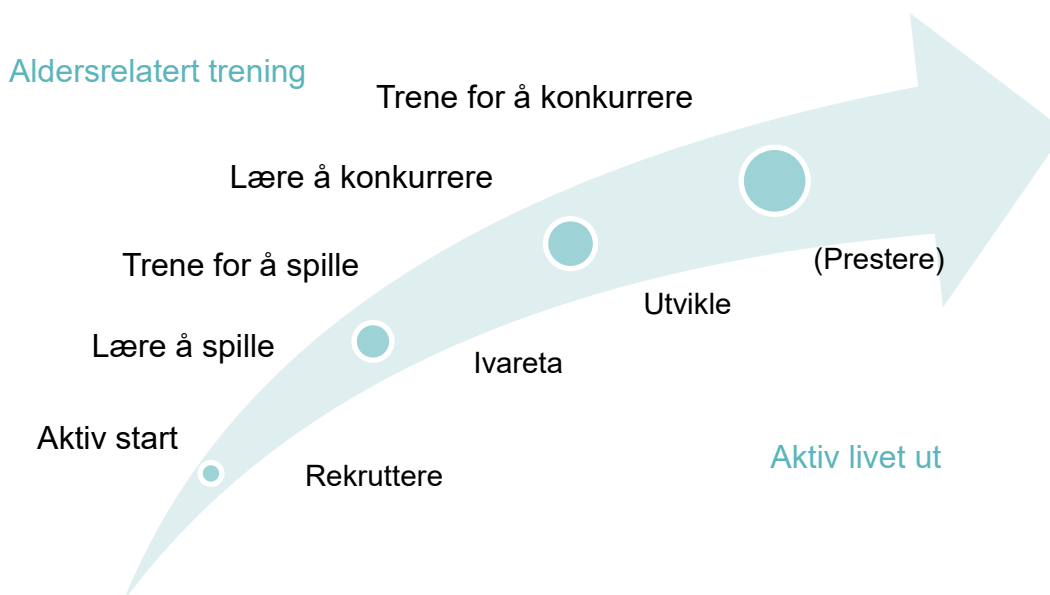 Aldersrelatert trening
Trene for å konkurrere
Lære å konkurrere
Trene for å spille
(Prestere)
Utvikle
Lære å spille
Ivareta
Aktiv start
Aktiv livet ut
Rekruttere